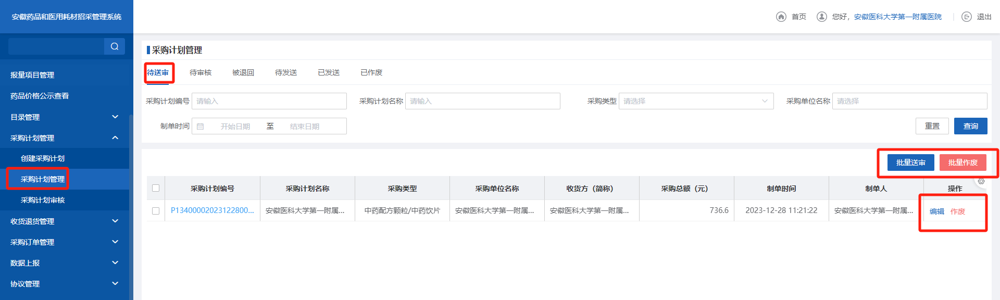 安徽药品和医用耗材招采管理系统
首页
您好，安徽医科大学第一附属医院
退出
报量项目管理
药品价格公示查看
目录管理
采购计划管理
创建采购计划
采购计划管理
采购计划审核
收货退货管理
采购订单管理
数据上报
协议管理
采购计划管理
待送审 待审核 被退回 待发送 已发送 已作废
采购计划编号 请输入 采购计划名称 请输入 采购类型 请选择 采购单位名称 请选择
制单时间 开始日期 至 结束日期 重置 查询
批量送审 批量作废
采购计划编号 采购计划名称 采购类型 采购单位名称 收货方（简称） 采购总额（元） 制单时间 制单人 操作
P13400002023122800... 安徽医科大学第一附属... 中药配方颗粒/中药饮片 安徽医科大学第一附属... 安徽医科大学第一附属... 736.6 2023-12-28 11:21:22 安徽医科大学第一附属... 编辑 作废